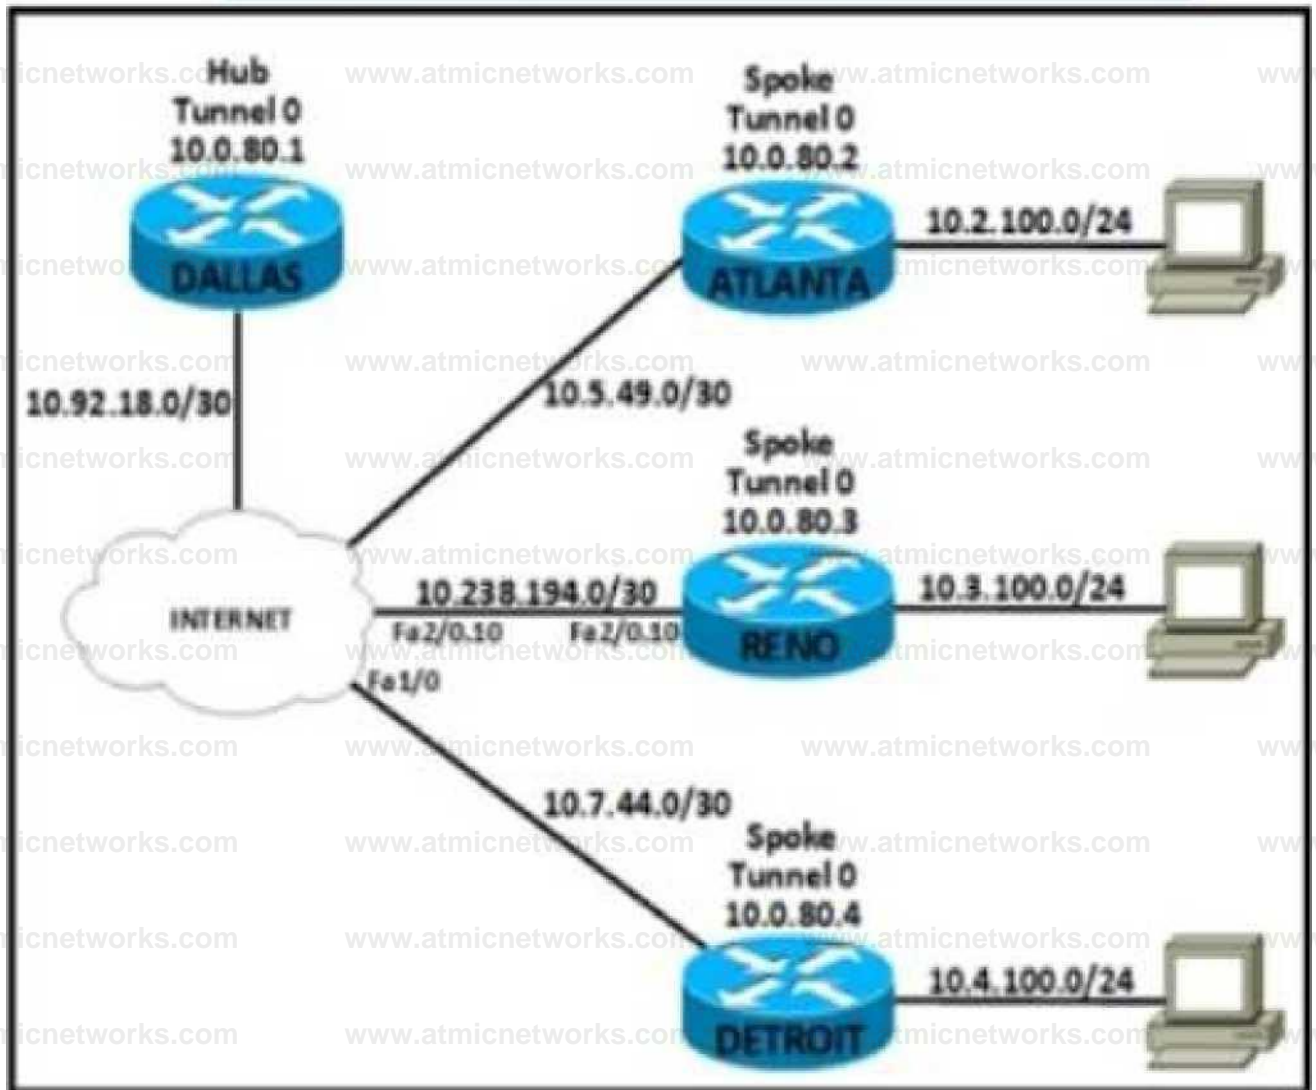 Hub
Tunnel 0
10.0.80.1
DALLAS
10.92.18.0/30
INTERNET
Spoke
Tunnel 0
10.0.80.2
ATLANTA
10.2.100.0/24
10.5.49.0/30
Spoke
Tunnel 0
10.0.80.3
RENO
10.3.100.0/24
10.238.194.0/30
Fa2/0.10
Fa2/0.10
Fa1/0
10.7.44.0/30
Spoke
Tunnel 0
10.0.80.4
DETROIT
10.4.100.0/24
www.atmicnetworks.com